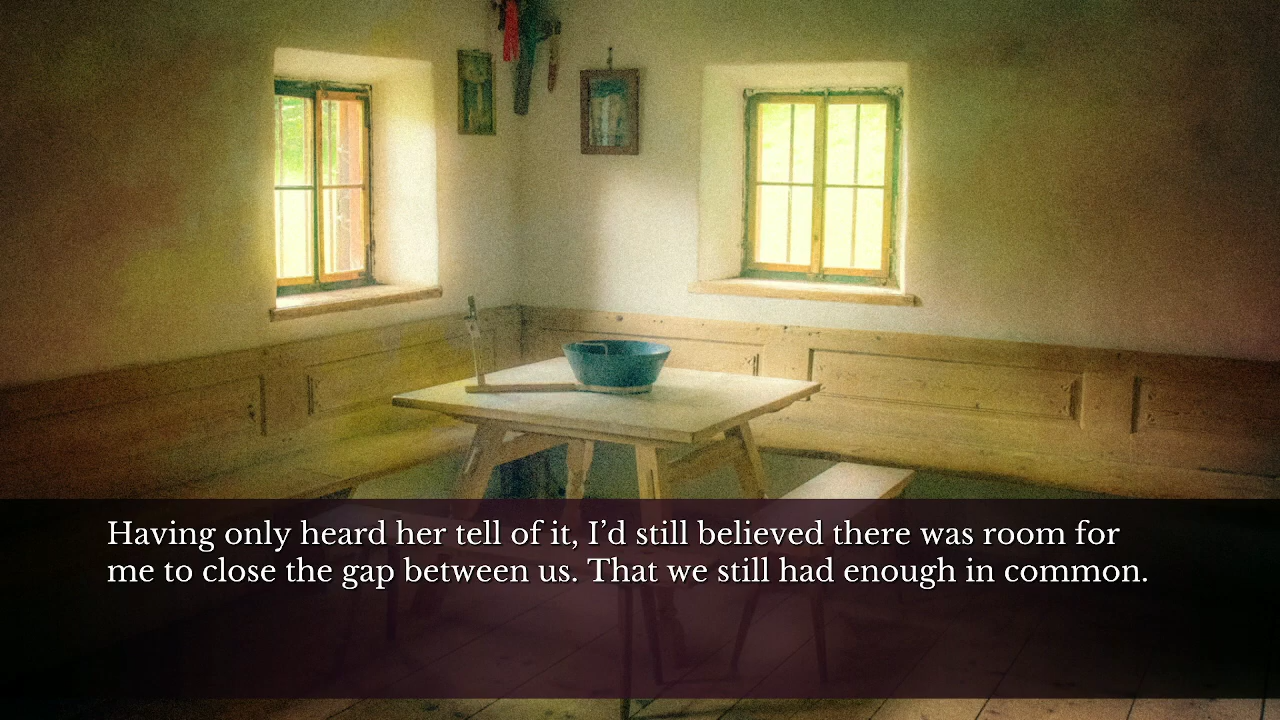 Having only heard her tell of it, I’d still believed there was room for
me to close the gap between us. That we still had enough in common.